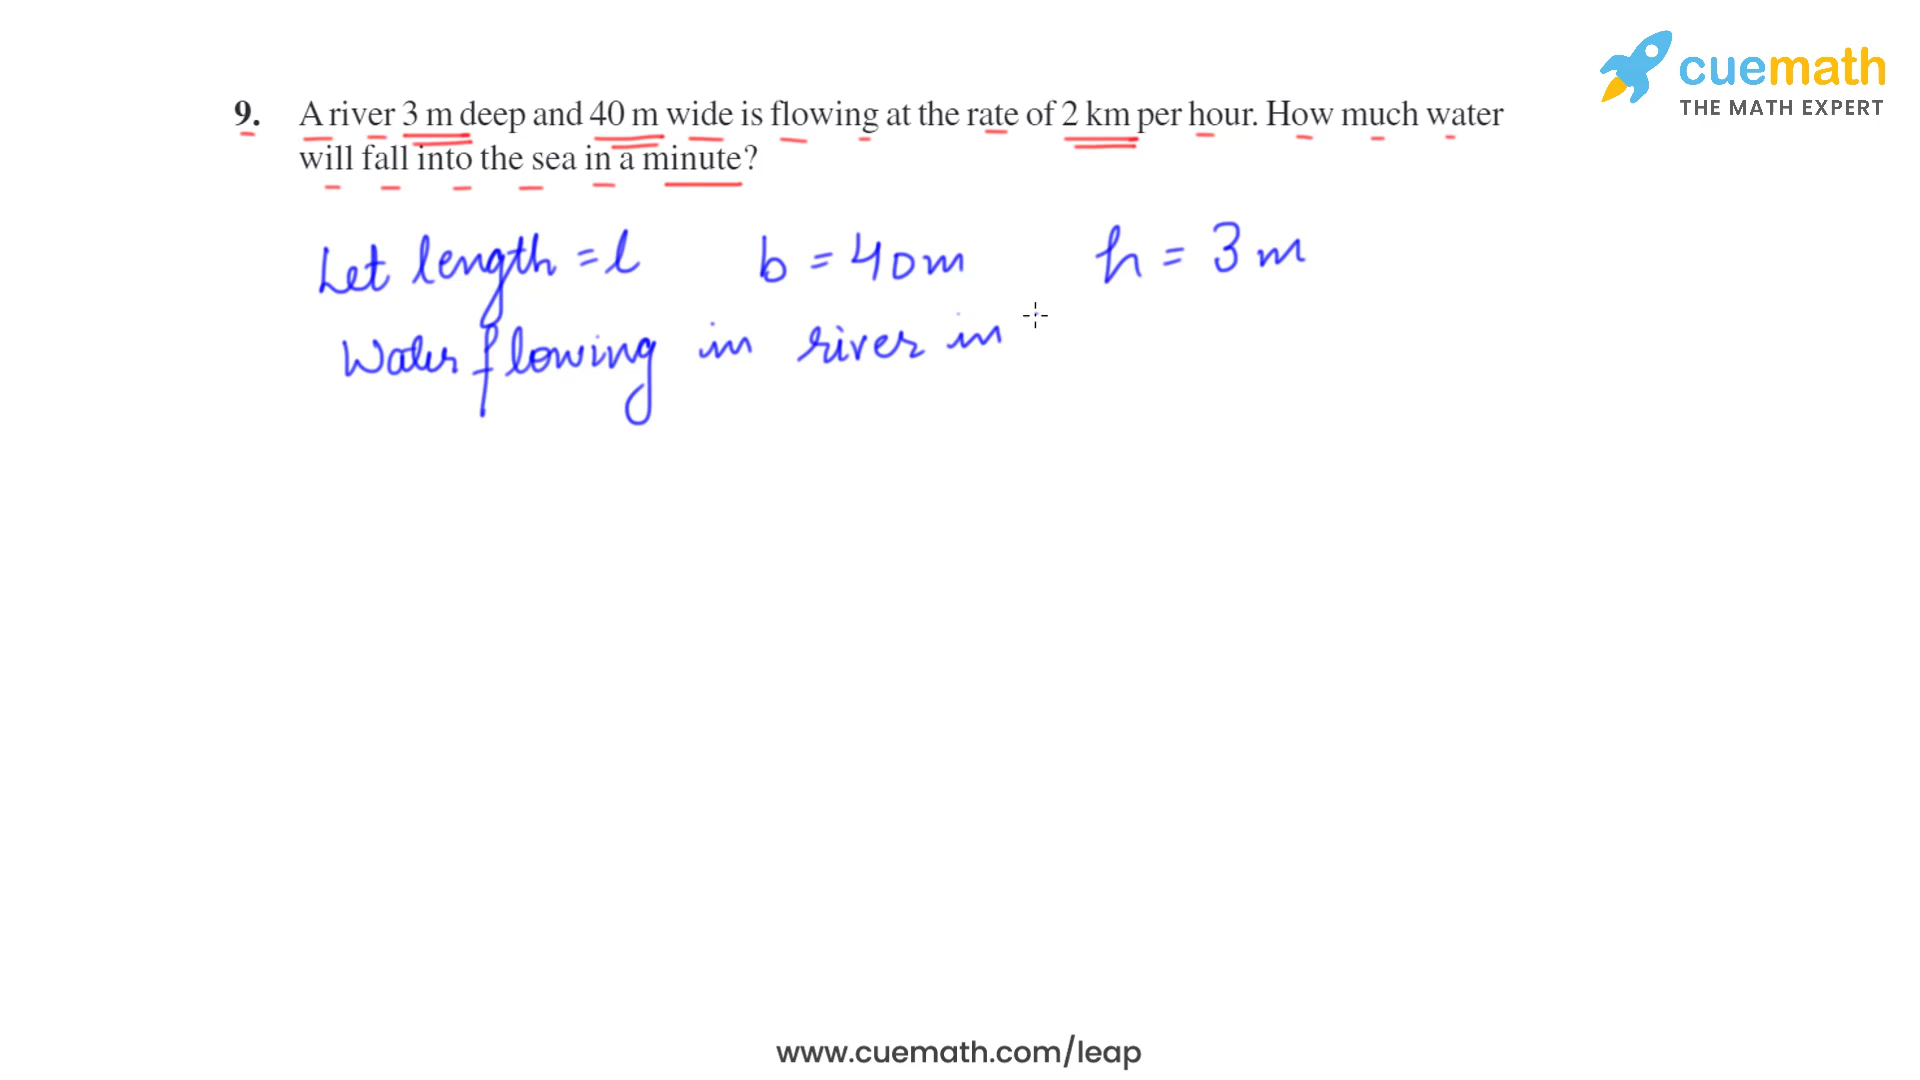 cuemath
THE MATH EXPERT
9. A river 3 m deep and 40 m wide is flowing at the rate of 2 km per hour. How much water
will fall into the sea in a minute?
Let length = l b = 40m h = 3m
Water flowing in river in
www.cuemath.com/leap